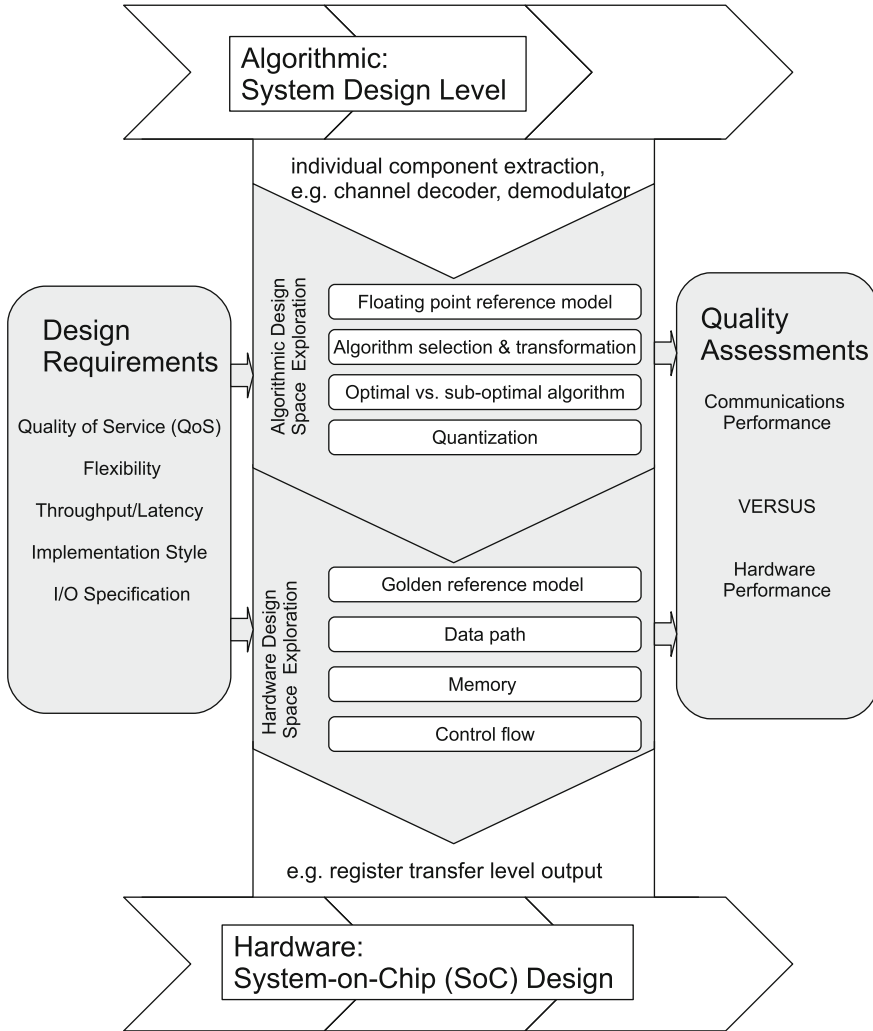 Algorithmic:
System Design Level
individual component extraction,
e.g. channel decoder, demodulator
Design
Requirements
Quality of Service (QoS)
Flexibility
Throughput/Latency
Implementation Style
I/O Specification
Algorithmic Design
Space Exploration
Floating point reference model
Algorithm selection & transformation
Optimal vs. sub-optimal algorithm
Quantization
Hardware Design
Space Exploration
Golden reference model
Data path
Memory
Control flow
Quality
Assessments
Communications
Performance
VERSUS
Hardware
Performance
e.g. register transfer level output
Hardware:
System-on-Chip (SoC) Design